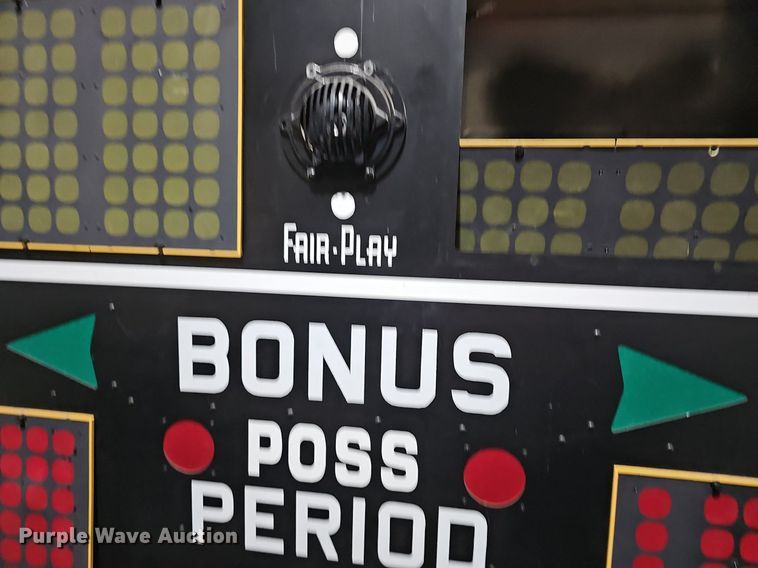 FAIR-PLAY
BONUS
POSS
PERIOD
Purple Wave Auction